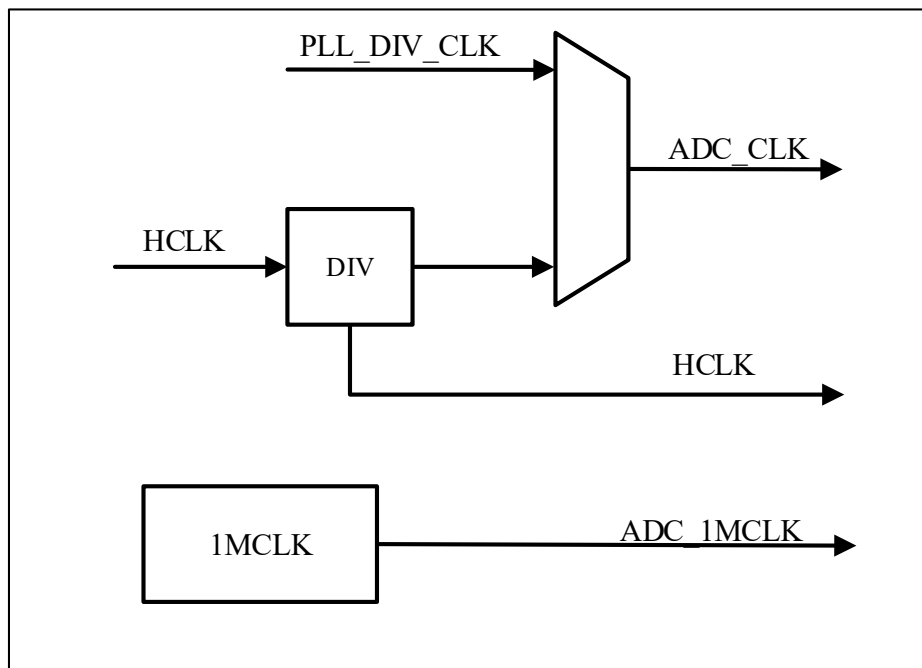 PLL_DIV_CLK
ADC_CLK
HCLK
DIV
HCLK
1MCLK
ADC_1MCLK